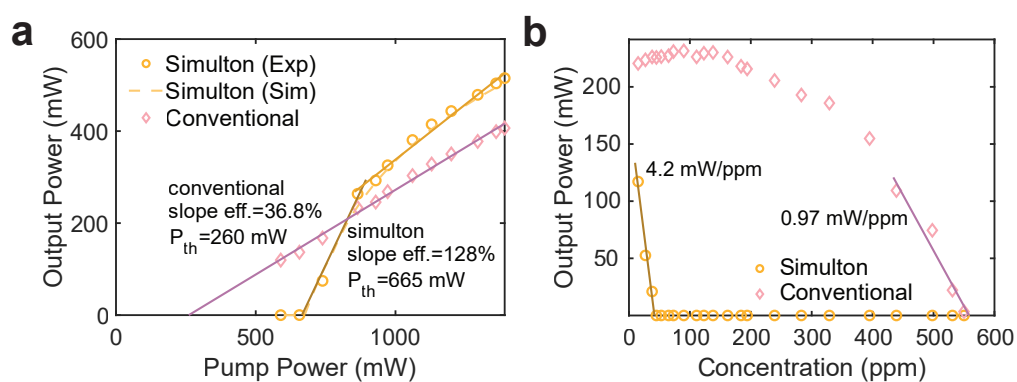 a
600
400
200
0
Output Power (mW)
Simulton (Exp)
Simulton (Sim)
Conventional
conventional
slope eff.=36.8%
P_th=260 mW
simulton
slope eff.=128%
P_th=665 mW
0
500
1000
Pump Power (mW)
b
200
150
100
50
Output Power (mW)
4.2 mW/ppm
0.97 mW/ppm
Simulton
Conventional
0 100 200 300 400 500 600
Concentration (ppm)